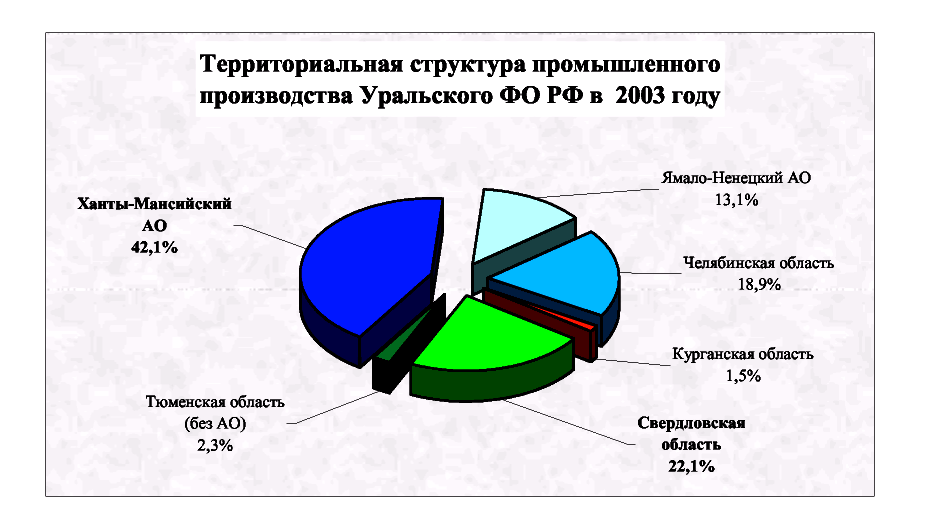 Территориальная структура промышленного
производства Уральского ФО РФ в  2003 году
Ямало-Ненецкий АО
13,1%
Ханты-Мансийский
АО
42,1%
Челябинская область
18,9%
Курганская область
1,5%
Тюменская область
(без АО)
2,3%
Свердловская
область
22,1%